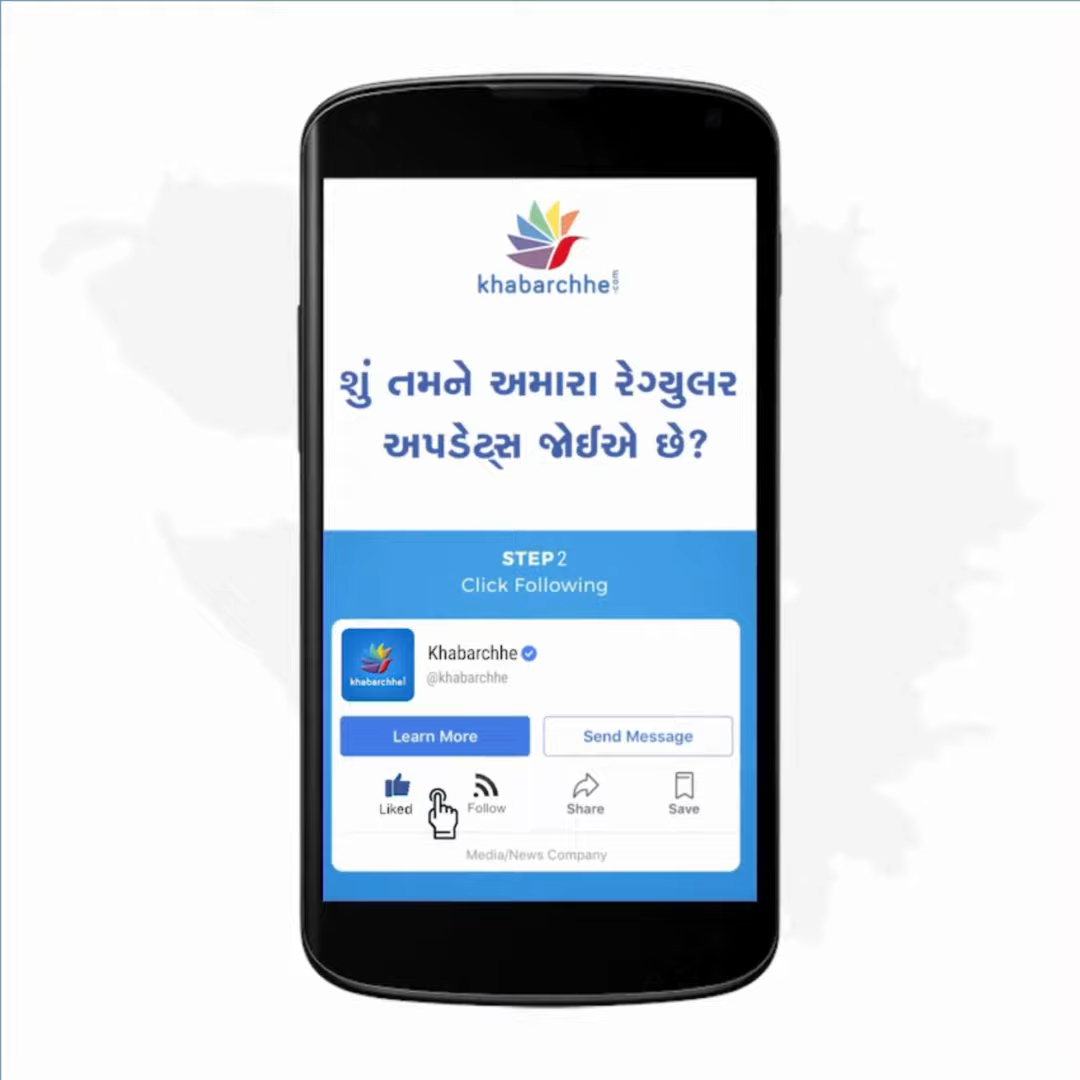 khabarchhe.com
શું તમને અમારા રેગ્યુલર
અપડેટ્સ જોઈએ છે?
STEP 2
Click Following
khabarchhe
Khabarchhe
@khabarchhe
Learn More
Send Message
Liked
Follow
Share
Save
Media/News Company